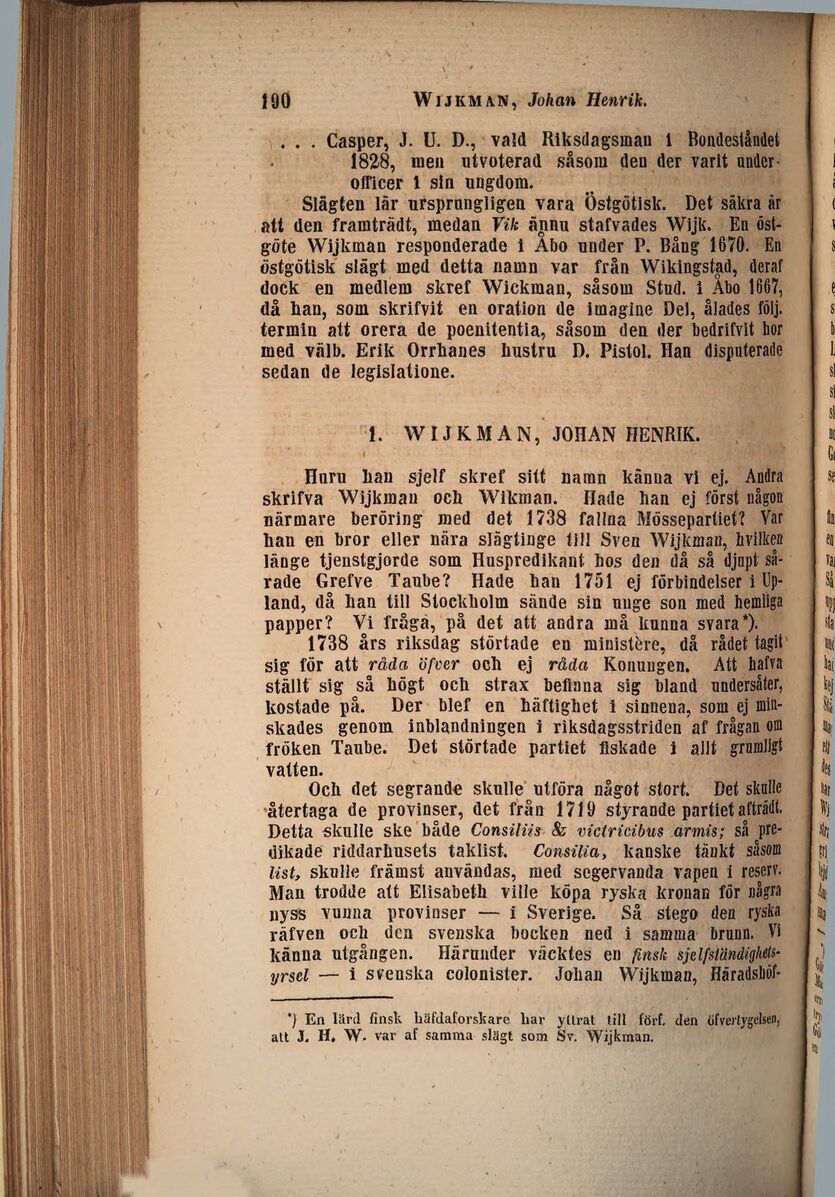 190 WIJKMAN, Johan Henrik.
. . . Casper, J. U. D., vald Riksdagsman i Bondeståndet
1828, men utvoterad såsom den der varit under-
officer i sin ungdom.
Slägten lär ursprungligen vara Östgötisk. Det säkra är
att den framträdt, medan Vik ännu stafvades Wijk. En öst-
göte Wijkman responderade i Åbo under P. Bång 1670. En
östgötisk slägt med detta namn var från Wikingstad, deraf
dock en medlem skref Wickman, såsom Stud. i Åbo 1667,
då han, som skrifvit en oration de imagine Dei, ålades följ.
termin att orera de poenitentia, såsom den der bedrifvit hor
med välb. Erik Orrhanes hustru D. Pistol. Han disputerade
sedan de legislatione.
1. WIJKMAN, JOHAN HENRIK.
Huru han sjelf skref sitt namn känna vi ej. Andra
skrifva Wijkman och Wikman. Hade han ej först någon
närmare beröring med det 1738 fallna Mössepartiet? Var
han en bror eller nära slägtinge till Sven Wijkman, hvilken
länge tjenstgjorde som Huspredikant hos den då så djupt så-
rade Grefve Taube? Hade han 1751 ej förbindelser i Up-
land, då han till Stockholm sände sin unge son med hemliga
papper? Vi fråga, på det att andra må kunna svara*).
1738 års riksdag störtade en ministère, då rådet tagit
sig för att råda öfver och ej råda Konungen. Att hafva
ställt sig så högt och strax befinna sig bland undersåter,
kostade på. Der blef en häftighet i sinnena, som ej min-
skades genom inblandningen i riksdagsstriden af frågan om
fröken Taube. Det störtade partiet fiskade i allt grumligt
vatten.
Och det segrande skulle utföra något stort. Det skulle
återtaga de provinser, det från 1719 styrande partiet afträdt.
Detta skulle ske både Consiliis & victricibus armis; så pre-
dikade riddarhusets taklist. Consilia, kanske tänkt såsom
list, skulle främst användas, med segervanda vapen i reserv.
Man trodde att Elisabeth ville köpa ryska kronan för några
nyss vunna provinser — i Sverige. Så stego den ryska
räfven och den svenska bocken ned i samma brunn. Vi
känna utgången. Härunder väcktes en finsk sjelfständighets-
yrsel — i svenska colonister. Johan Wijkman, Häradshöf-
*) En lärd finsk häfdaforskare har yttrat till förf. den öfvertygelsen,
att J. H. W. var af samma slägt som Sv. Wijkman.